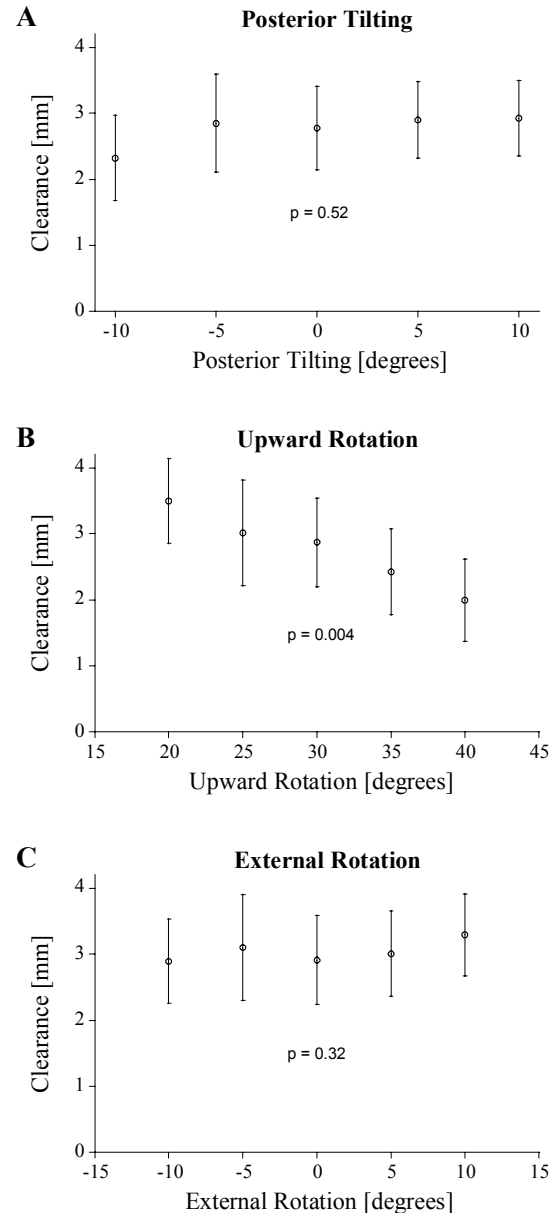 A
Posterior Tilting
4
3
2
1
0
Clearance [mm]
p = 0.52
-10 -5 0 5 10
Posterior Tilting [degrees]
B
Upward Rotation
4
3
2
1
0
Clearance [mm]
p = 0.004
15 20 25 30 35 40 45
Upward Rotation [degrees]
C
External Rotation
4
3
2
1
0
Clearance [mm]
p = 0.32
-15 -10 -5 0 5 10 15
External Rotation [degrees]